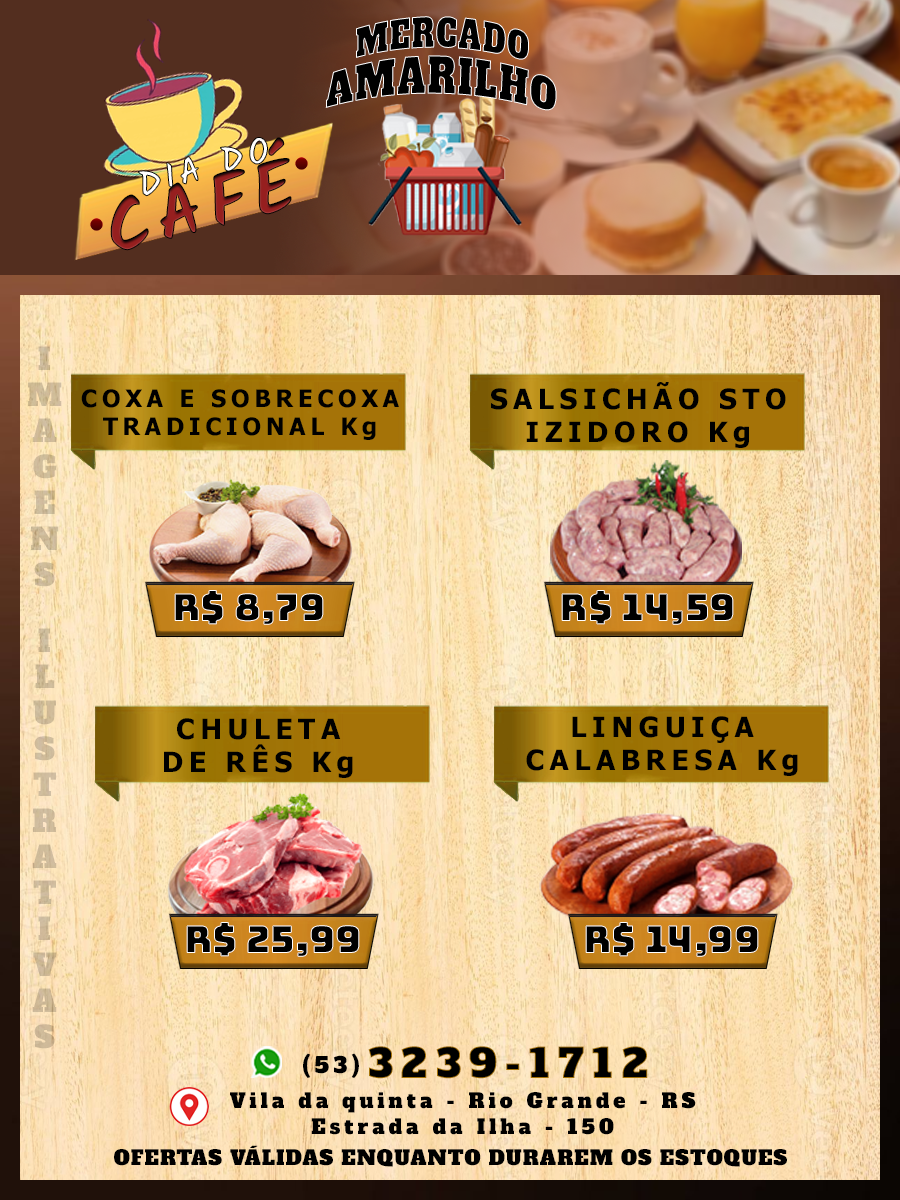 MERCADO
AMARILHO
DIA DO
CAFÉ
IMAGENS ILUSTRATIVAS
COXA E SOBRECOXA
TRADICIONAL Kg
R$ 8,79
SALSICHÃO STO
IZIDORO Kg
R$ 14,59
CHULETA
DE RÊS Kg
R$ 25,99
LINGUIÇA
CALABRESA Kg
R$ 14,99
(53) 3239-1712
Vila da quinta - Rio Grande - RS
Estrada da Ilha - 150
OFERTAS VÁLIDAS ENQUANTO DURAREM OS ESTOQUES